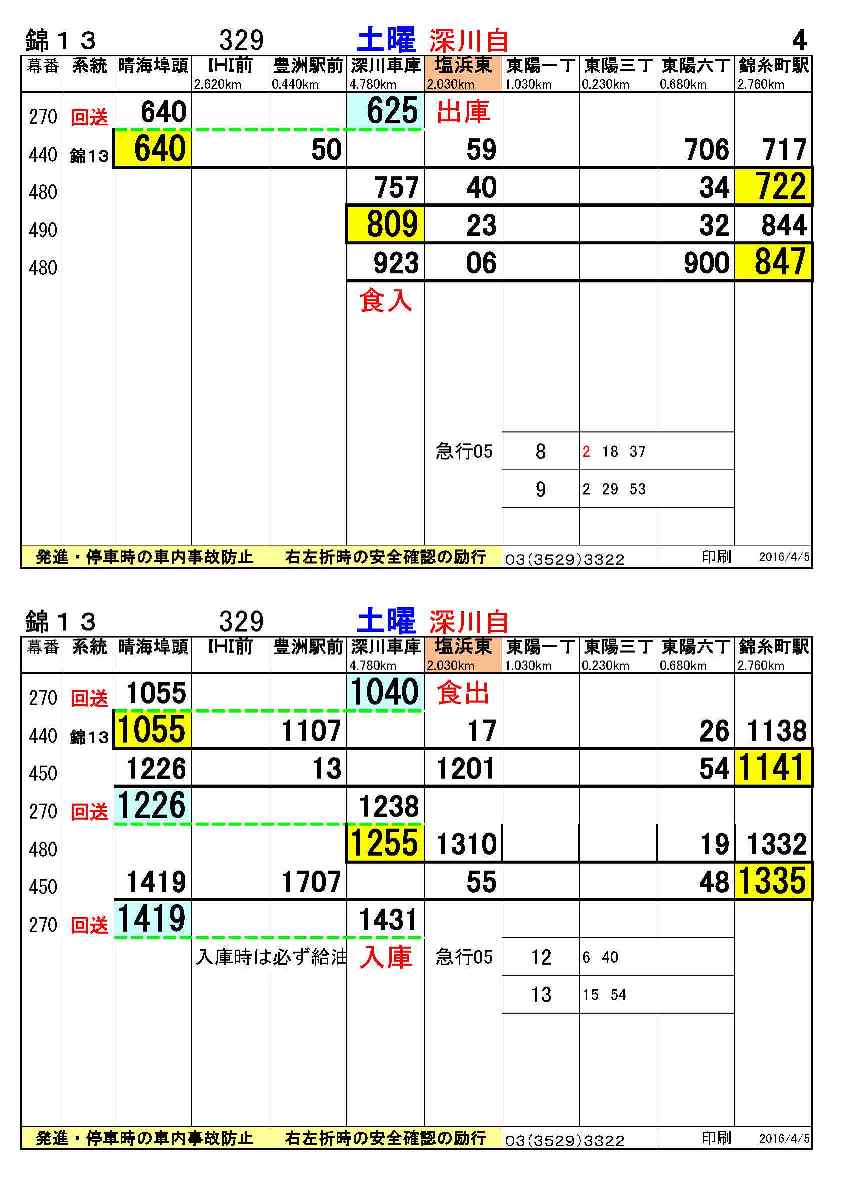 錦１３ 329 土曜 深川自 4
幕番 系統 晴海埠頭 IHI前 豊洲駅前 深川車庫 塩浜東 東陽一丁 東陽三丁 東陽六丁 錦糸町駅
2.620km 0.440km 4.780km 2.030km 1.030km 0.230km 0.680km 2.760km
270 回送 640 625 出庫
440 錦13 640 50 59 706 717
480 757 40 34 722
490 809 23 32 844
480 923 06 900 847
食入
急行05 8 2 18 37
9 2 29 53
発進・停車時の車内事故防止 右左折時の安全確認の励行 03(3529)3322 印刷 2016/4/5
錦１３ 329 土曜 深川自
幕番 系統 晴海埠頭 IHI前 豊洲駅前 深川車庫 塩浜東 東陽一丁 東陽三丁 東陽六丁 錦糸町駅
4.780km 2.030km 1.030km 0.230km 0.680km 2.760km
270 回送 1055 1040 食出
440 錦13 1055 1107 17 26 1138
450 1226 13 1201 54 1141
270 回送 1226 1238
480 1255 1310 19 1332
450 1419 1707 55 48 1335
270 回送 1419 1431
入庫時は必ず給油 入庫 急行05 12 6 40
13 15 54
発進・停車時の車内事故防止 右左折時の安全確認の励行 03(3529)3322 印刷 2016/4/5